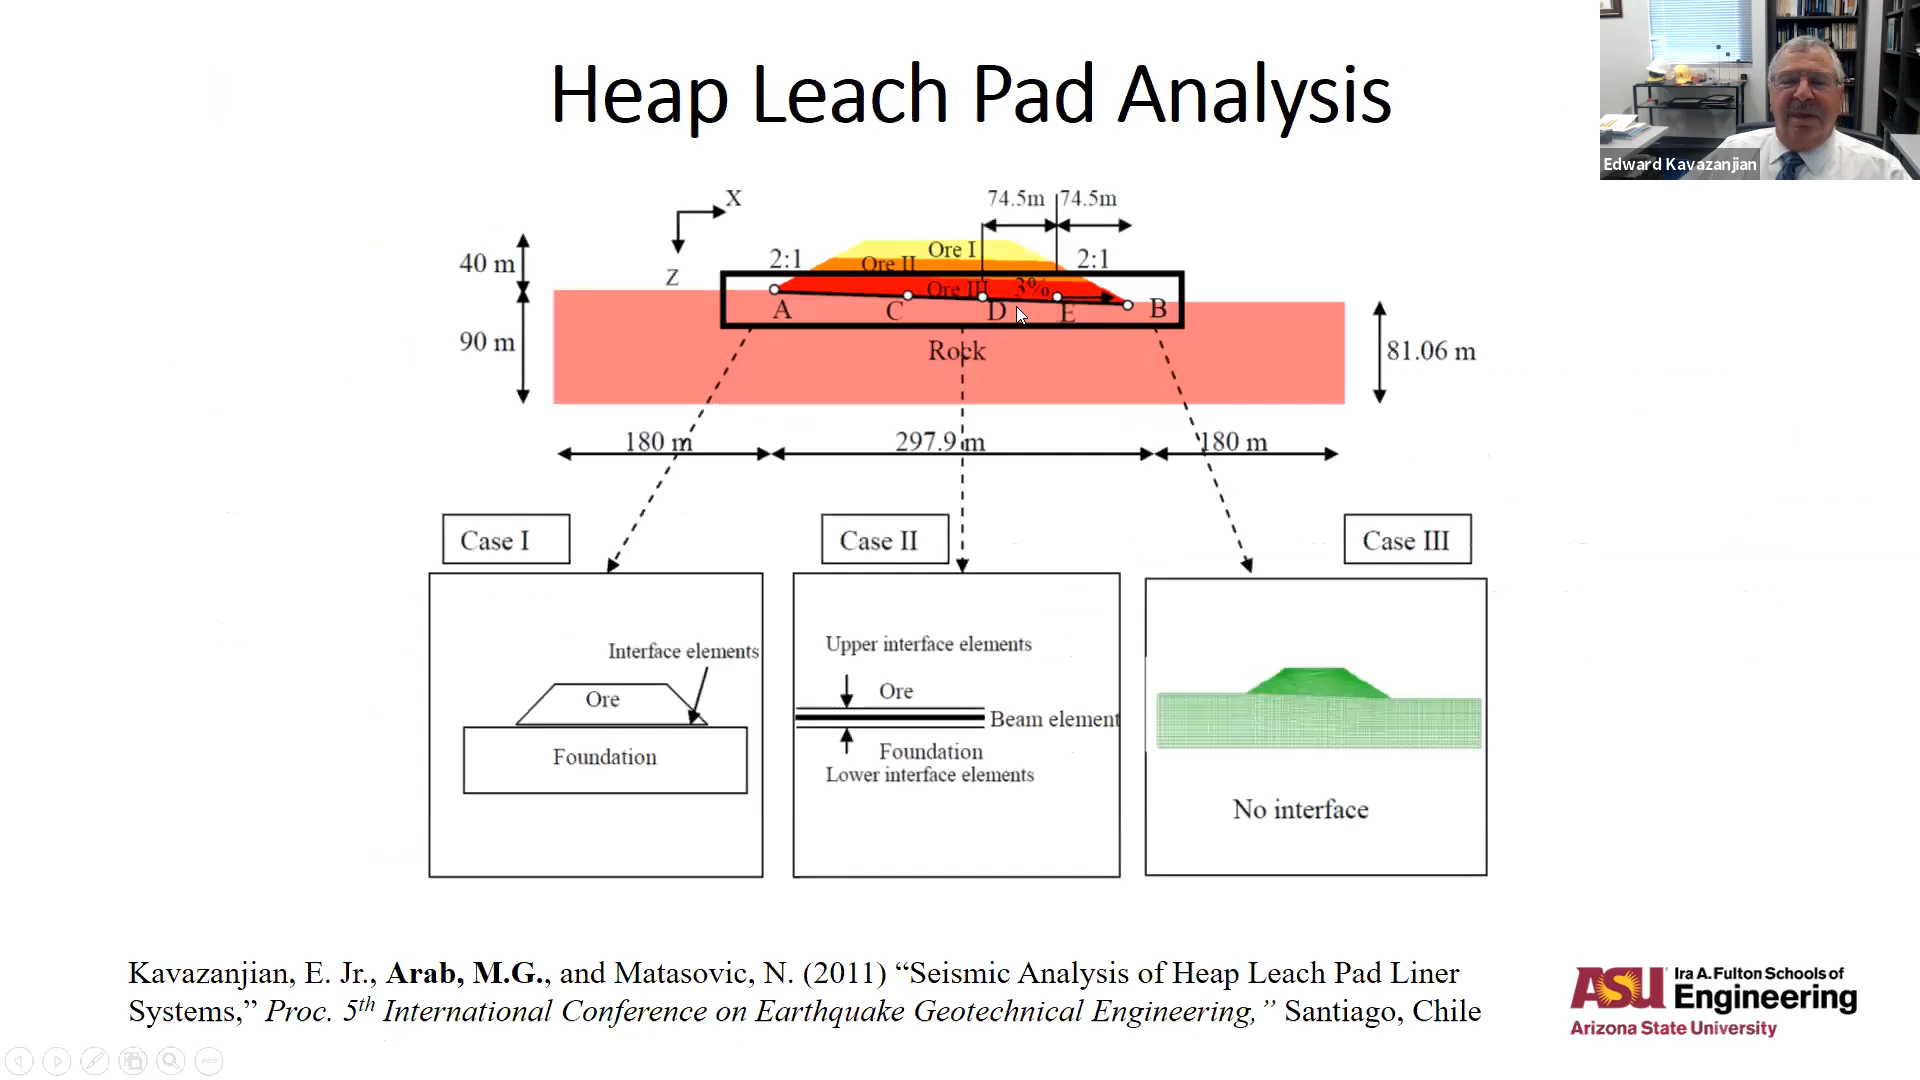 Heap Leach Pad Analysis
Edward Kavazanjian
X
Z
74.5m
74.5m
40 m
90 m
2:1
2:1
Ore I
Ore II
Ore III
3%
A
C
D
E
B
Rock
81.06 m
180 m
297.9 m
180 m
Case I
Case II
Case III
Interface elements
Ore
Foundation
Upper interface elements
Ore
Beam element
Foundation
Lower interface elements
No interface
Kavazanjian, E. Jr., Arab, M.G., and Matasovic, N. (2011) “Seismic Analysis of Heap Leach Pad Liner
Systems,” Proc. 5th International Conference on Earthquake Geotechnical Engineering,” Santiago, Chile
ASU Ira A. Fulton Schools of
Engineering
Arizona State University